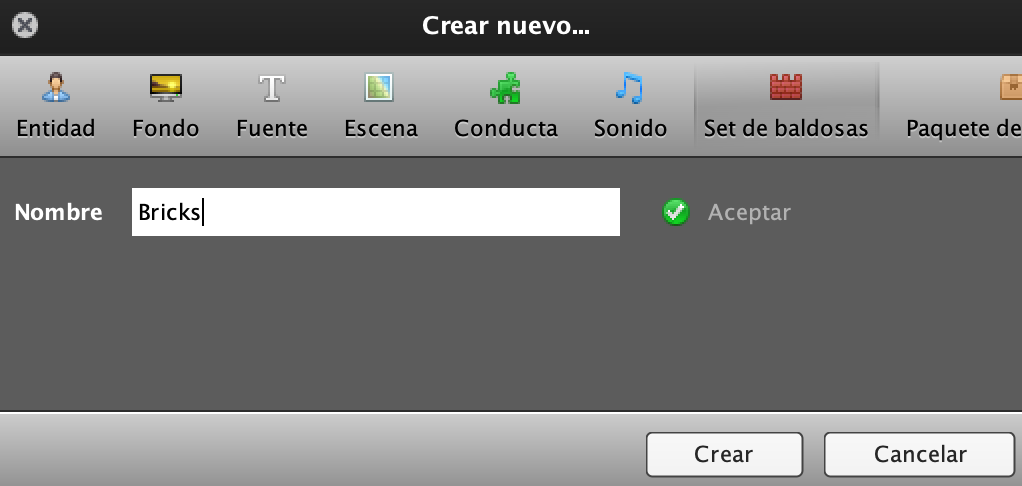 Crear nuevo...
Entidad Fondo Fuente Escena Conducta Sonido Set de baldosas Paquete de
Nombre Bricks Aceptar
Crear Cancelar